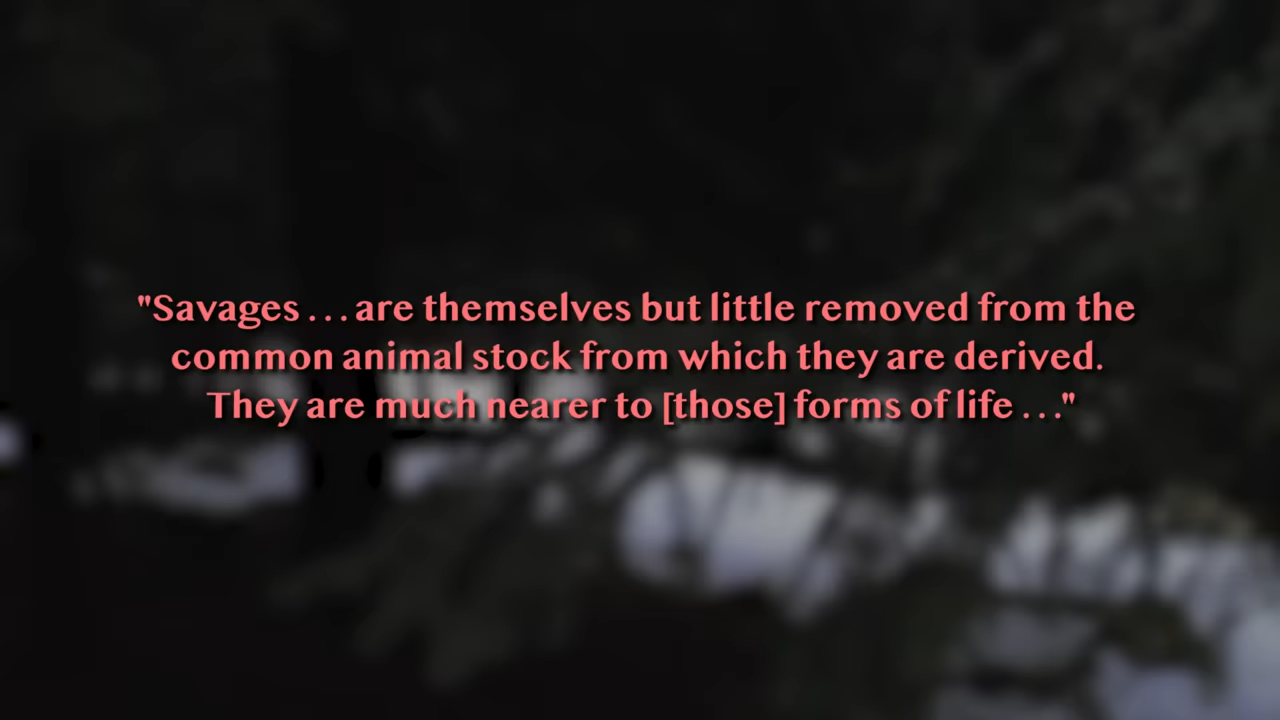 "Savages . . . are themselves but little removed from the
common animal stock from which they are derived.
They are much nearer to [those] forms of life . . ."